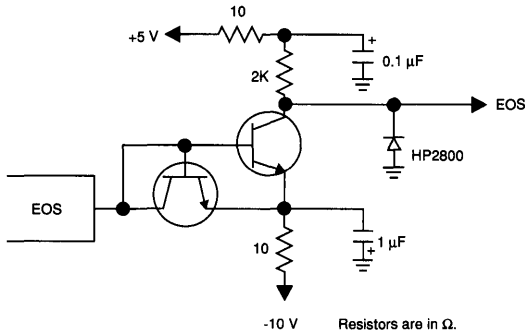 10
+5 V
+
0.1 µF
2K
EOS
HP2800
EOS
10
1 µF
+
-10 V
Resistors are in Ω.